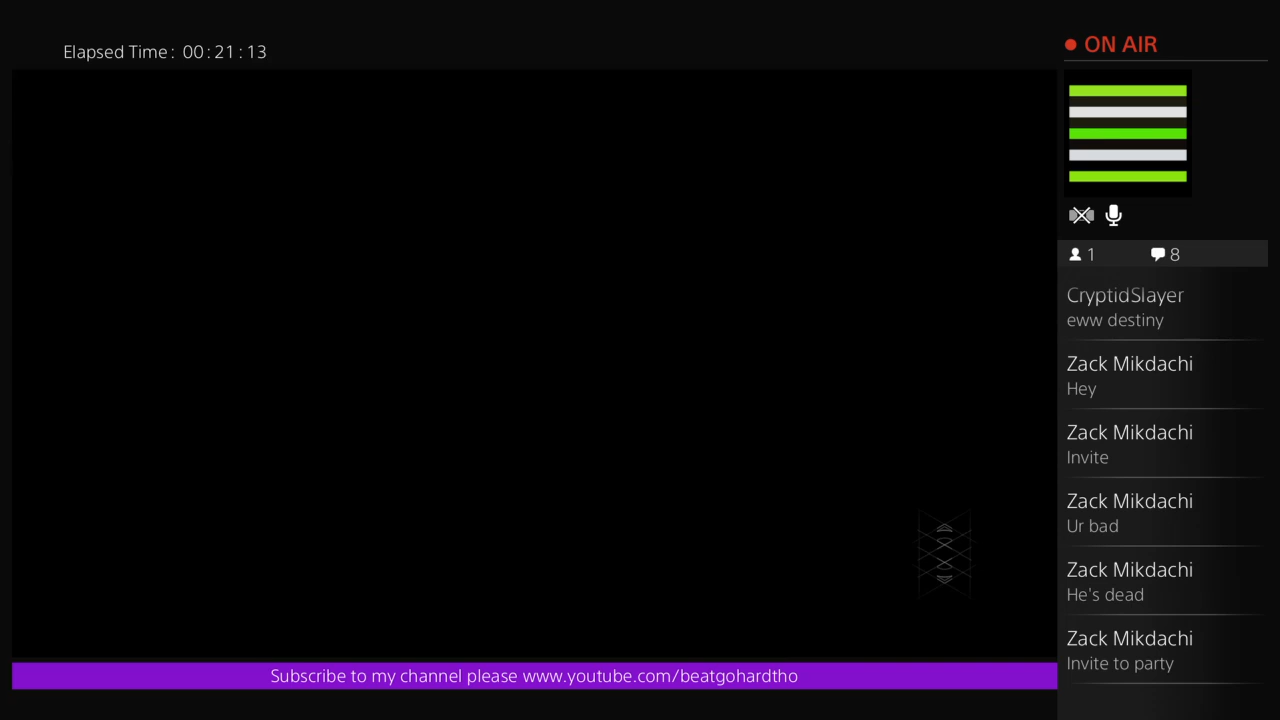 Elapsed Time: 00:21:13
ON AIR
1 8
CryptidSlayer
eww destiny
Zack Mikdachi
Hey
Zack Mikdachi
Invite
Zack Mikdachi
Ur bad
Zack Mikdachi
He's dead
Zack Mikdachi
Invite to party
Subscribe to my channel please www.youtube.com/beatgohardtho